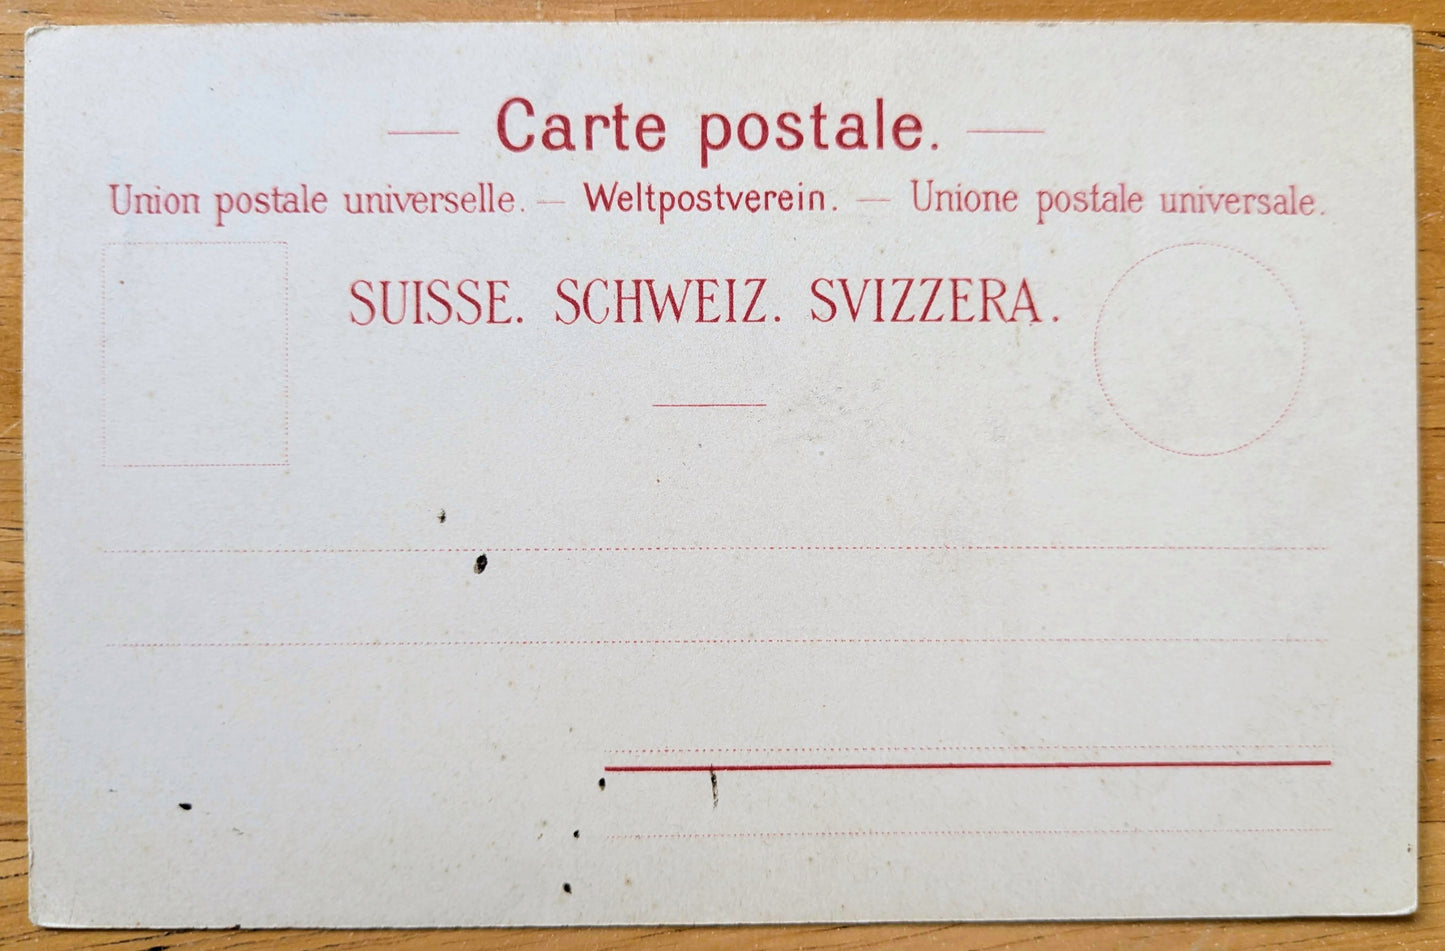 — Carte postale. —
Union postale universelle. — Weltpostverein. — Unione postale universale.
SUISSE. SCHWEIZ. SVIZZERA.